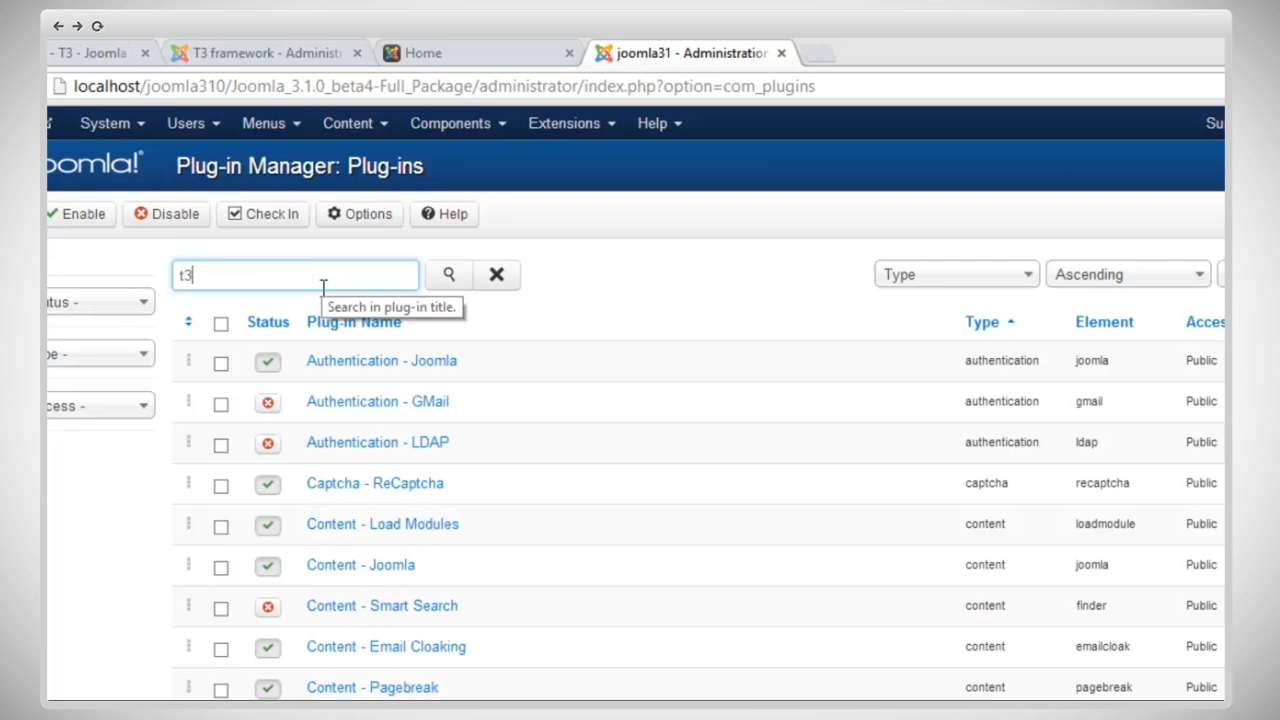 - T3 - Joomla
T3 framework - Administr
Home
joomla31 - Administration
localhost/joomla310/Joomla_3.1.0_beta4-Full_Package/administrator/index.php?option=com_plugins
System
Users
Menus
Content
Components
Extensions
Help
Su
oomla!®
Plug-in Manager: Plug-ins
Enable
Disable
Check In
Options
Help
t3
Type
Ascending
atus -
Search in plug-in title.
Status
Plug-in Name
Type
Element
Acces
pe -
Authentication - Joomla
authentication
joomla
Public
cess -
Authentication - GMail
authentication
gmail
Public
Authentication - LDAP
authentication
ldap
Public
Captcha - ReCaptcha
captcha
recaptcha
Public
Content - Load Modules
content
loadmodule
Public
Content - Joomla
content
joomla
Public
Content - Smart Search
content
finder
Public
Content - Email Cloaking
content
emailcloak
Public
Content - Pagebreak
content
pagebreak
Public